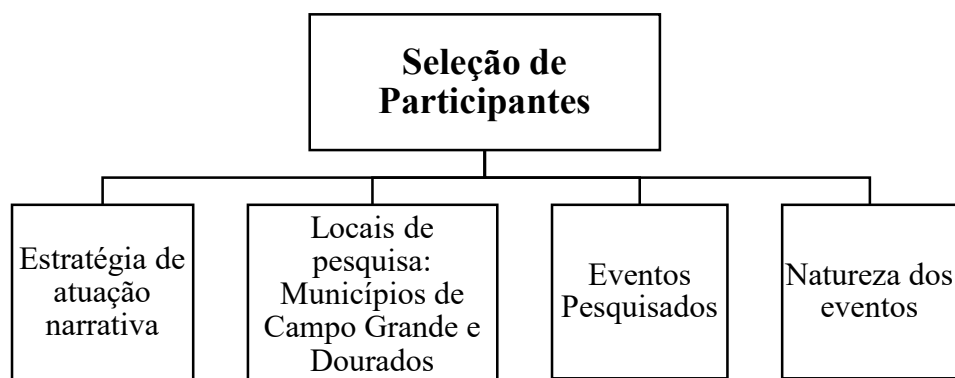 Seleção de
Participantes
Estratégia de
atuação
narrativa
Locais de
pesquisa:
Municípios de
Campo Grande e
Dourados
Eventos
Pesquisados
Natureza dos
eventos